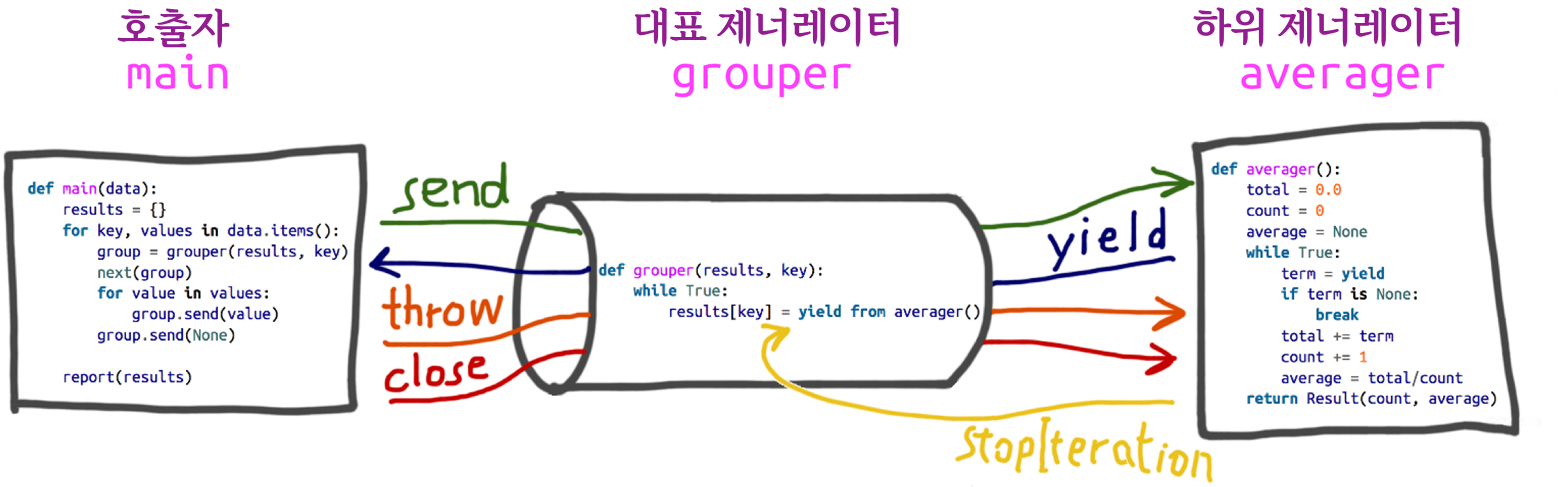 호출자
main
대표 제너레이터
grouper
하위 제너레이터
averager
def main(data):
    results = {}
    for key, values in data.items():
        group = grouper(results, key)
        next(group)
        for value in values:
            group.send(value)
        group.send(None)

    report(results)
send
throw
close
def grouper(results, key):
    while True:
        results[key] = yield from averager()
yield
stopIteration
def averager():
    total = 0.0
    count = 0
    average = None
    while True:
        term = yield
        if term is None:
            break
        total += term
        count += 1
        average = total/count
    return Result(count, average)